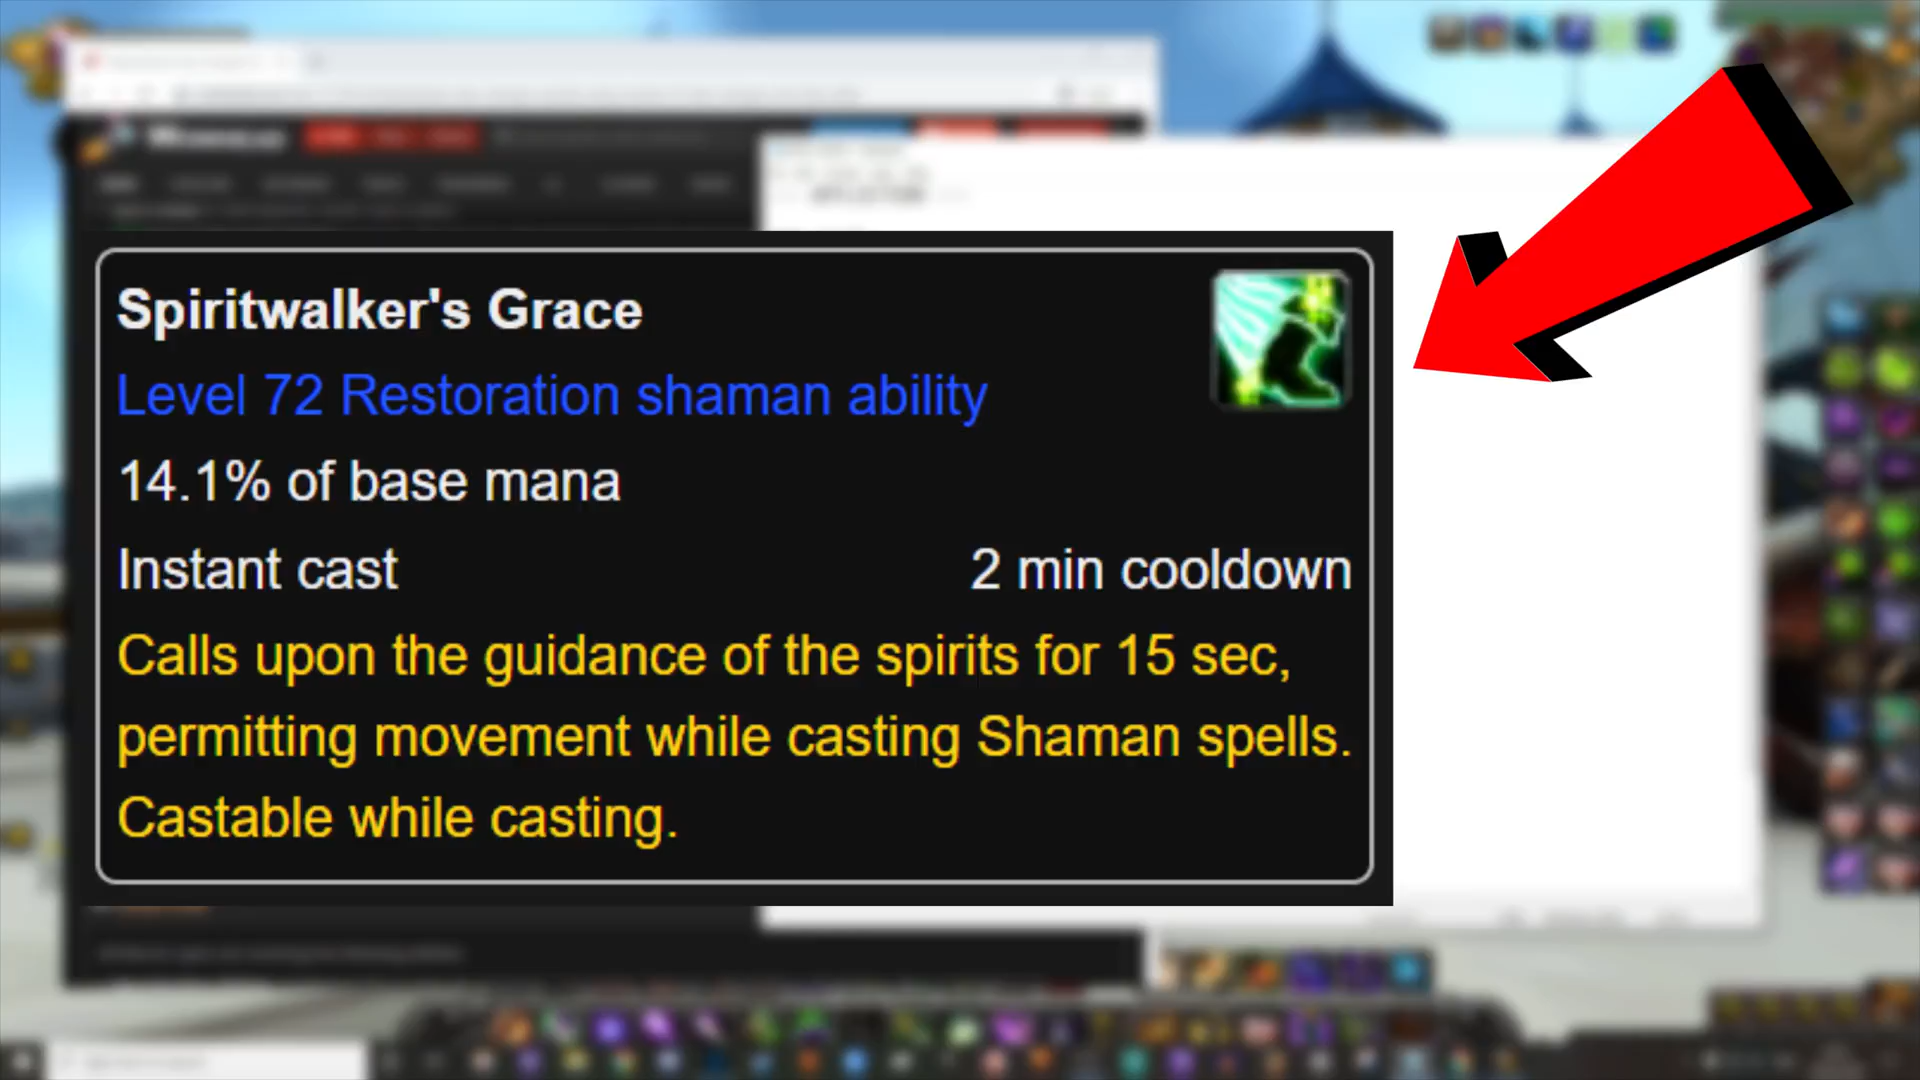 Spiritwalker's Grace
Level 72 Restoration shaman ability
14.1% of base mana
Instant cast 2 min cooldown
Calls upon the guidance of the spirits for 15 sec,
permitting movement while casting Shaman spells.
Castable while casting.